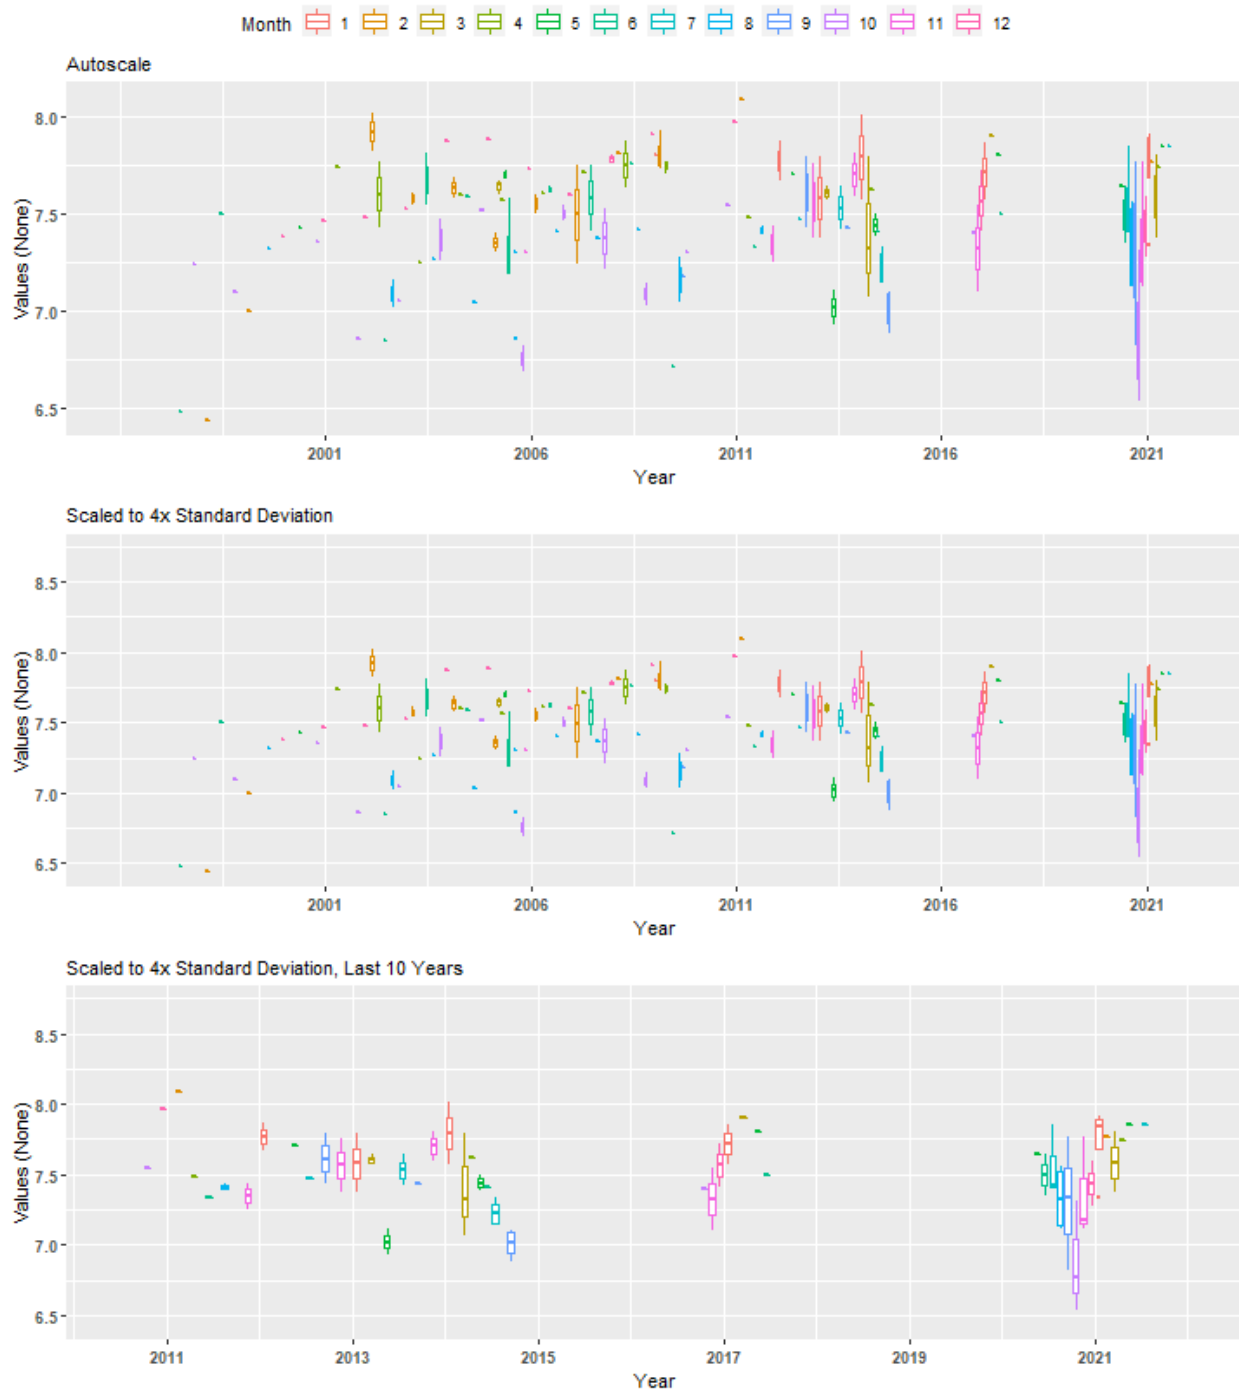 Month 1 2 3 4 5 6 7 8 9 10 11 12
Autoscale
Values (None)
8.0
7.5
7.0
6.5
2001 2006 2011 2016 2021
Year
Scaled to 4x Standard Deviation
Values (None)
8.5
8.0
7.5
7.0
6.5
2001 2006 2011 2016 2021
Year
Scaled to 4x Standard Deviation, Last 10 Years
Values (None)
8.5
8.0
7.5
7.0
6.5
2011 2013 2015 2017 2019 2021
Year